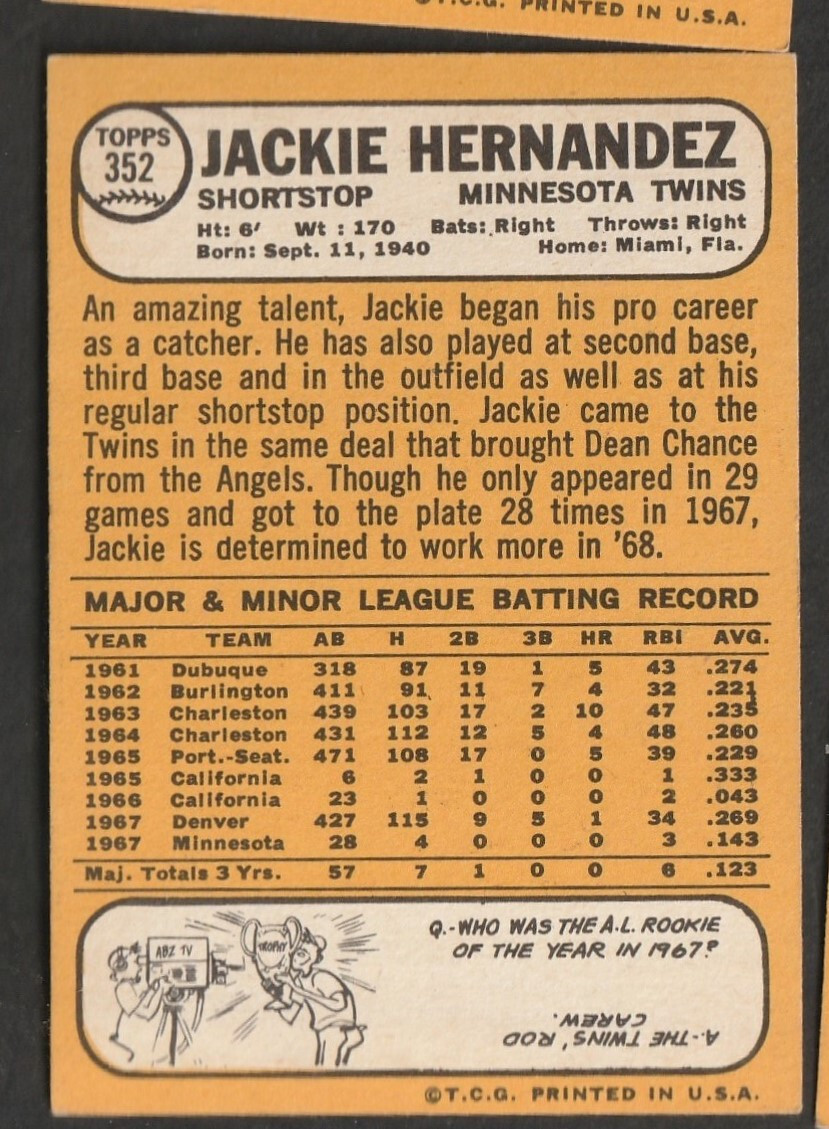 ©T.C.G. PRINTED IN U.S.A.
TOPPS
352
JACKIE HERNANDEZ
SHORTSTOP MINNESOTA TWINS
Ht: 6' Wt : 170 Bats: Right Throws: Right
Born: Sept. 11, 1940 Home: Miami, Fla.
An amazing talent, Jackie began his pro career
as a catcher. He has also played at second base,
third base and in the outfield as well as at his
regular shortstop position. Jackie came to the
Twins in the same deal that brought Dean Chance
from the Angels. Though he only appeared in 29
games and got to the plate 28 times in 1967,
Jackie is determined to work more in '68.
MAJOR & MINOR LEAGUE BATTING RECORD
YEAR TEAM AB H 2B 3B HR RBI AVG.
1961 Dubuque 318 87 19 1 5 43 .274
1962 Burlington 411 91 11 7 4 32 .221
1963 Charleston 439 103 17 2 10 47 .235
1964 Charleston 431 112 12 5 4 48 .260
1965 Port.-Seat. 471 108 17 0 5 39 .229
1965 California 6 2 1 0 0 1 .333
1966 California 23 1 0 0 0 2 .043
1967 Denver 427 115 9 5 1 34 .269
1967 Minnesota 28 4 0 0 0 3 .143
Maj. Totals 3 Yrs. 57 7 1 0 0 6 .123
ABZ TV
TROPHY
Q.-WHO WAS THE A.L. ROOKIE
OF THE YEAR IN 1967?
A.-THE TWINS' ROD
CAREW.
©T.C.G. PRINTED IN U.S.A.